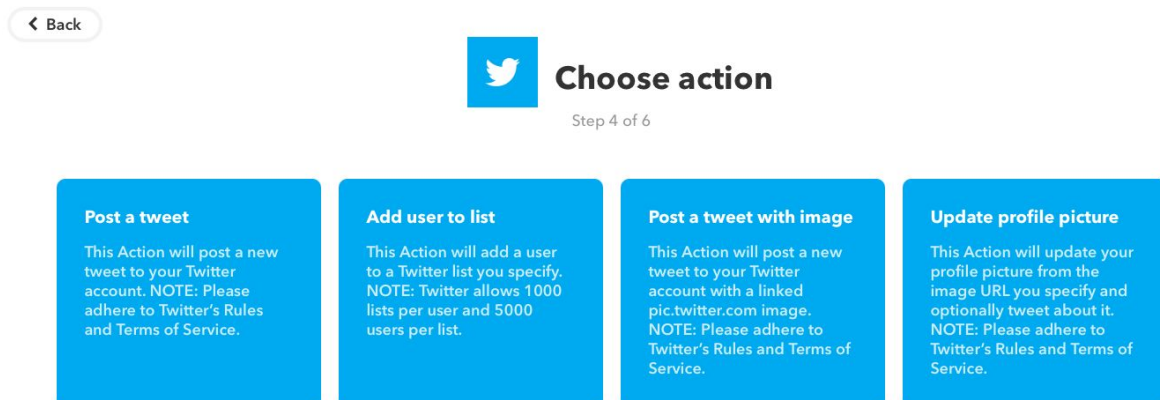 Back
Choose action
Step 4 of 6
Post a tweet
This Action will post a new
tweet to your Twitter
account. NOTE: Please
adhere to Twitter's Rules
and Terms of Service.
Add user to list
This Action will add a user
to a Twitter list you specify.
NOTE: Twitter allows 1000
lists per user and 5000
users per list.
Post a tweet with image
This Action will post a new
tweet to your Twitter
account with a linked
pic.twitter.com image.
NOTE: Please adhere to
Twitter's Rules and Terms of
Service.
Update profile picture
This Action will update your
profile picture from the
image URL you specify and
optionally tweet about it.
NOTE: Please adhere to
Twitter's Rules and Terms of
Service.